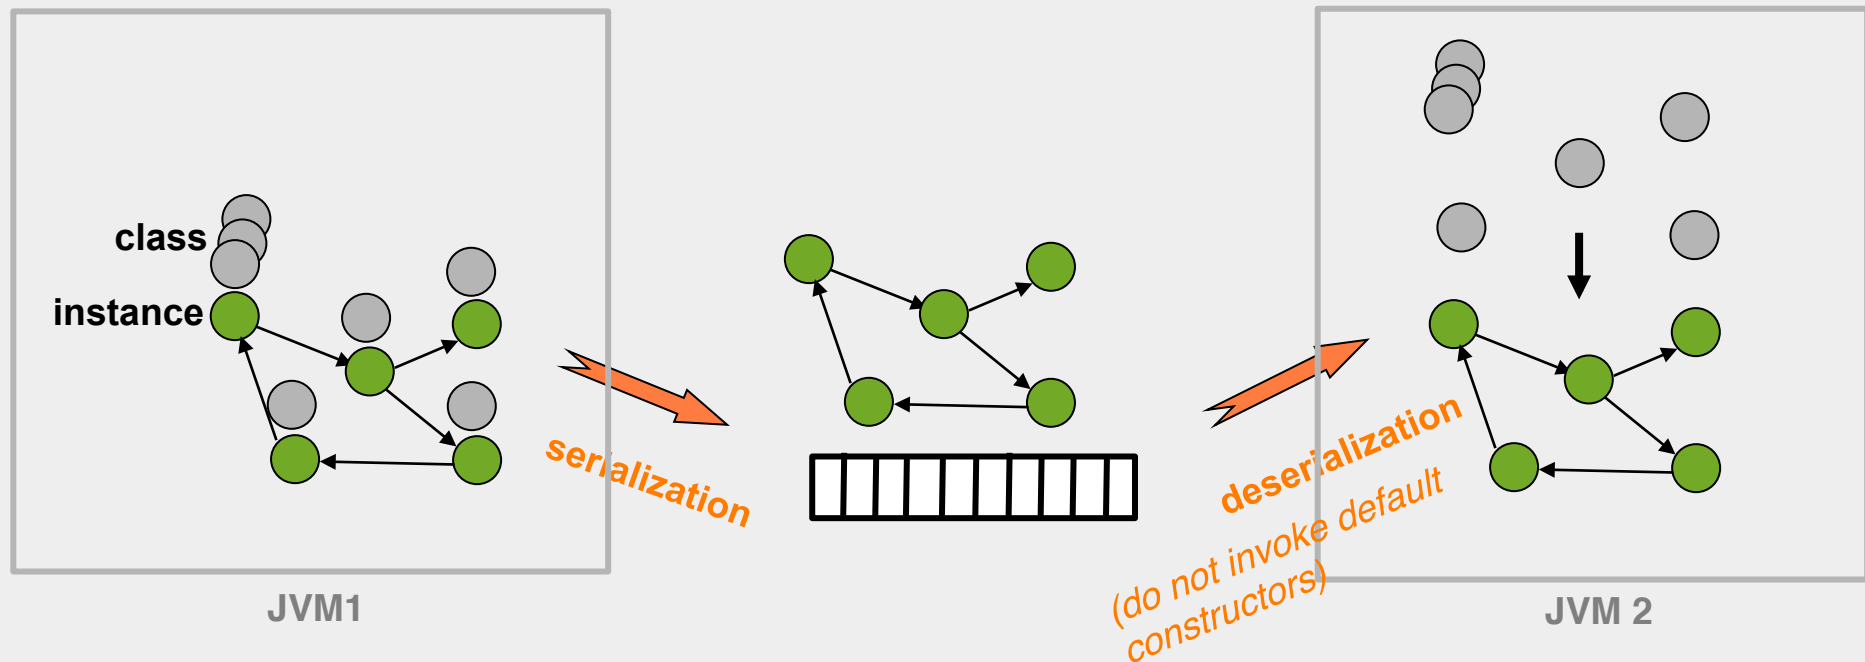 class
instance
serialization
deserialization
(do not invoke default
constructors)
JVM1
JVM 2